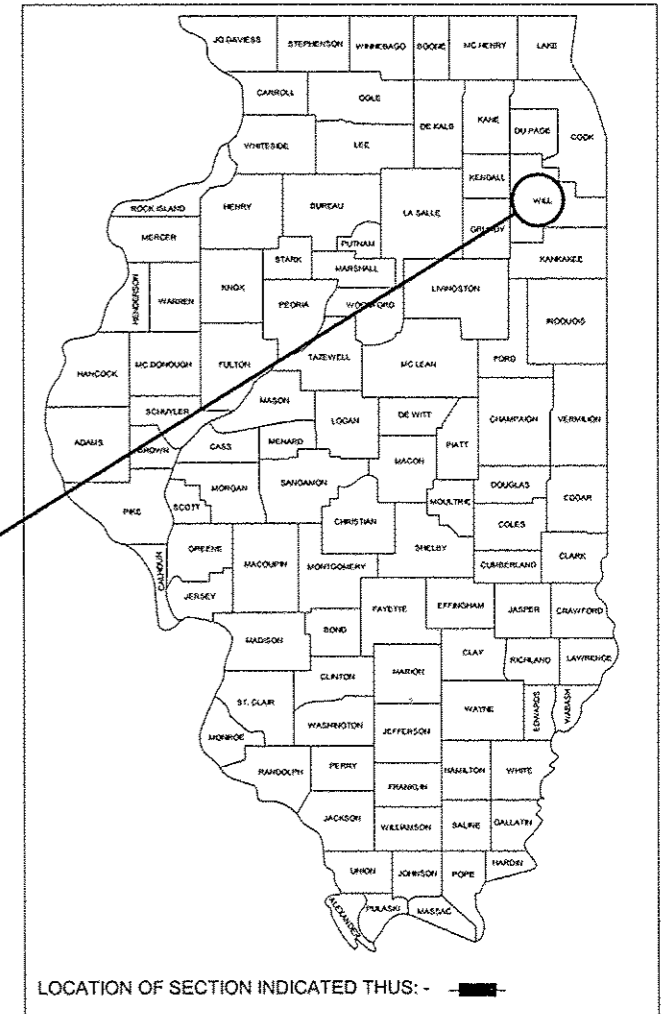 JO DAVIESS STEPHENSON WINNEBAGO BOONE MC HENRY LAKE
CARROLL OGLE DE KALB KANE DU PAGE COOK
WHITESIDE LEE KENDALL WILL
ROCK ISLAND HENRY BUREAU LA SALLE GRUNDY
MERCER PUTNAM KANKAKEE
STARK MARSHALL
HENDERSON WARREN KNOX PEORIA WOODFORD LIVINGSTON IROQUOIS
HANCOCK MC DONOUGH FULTON TAZEWELL MC LEAN FORD
SCHUYLER MASON LOGAN DE WITT CHAMPAIGN VERMILION
ADAMS BROWN CASS MENARD MACON PIATT
MORGAN SANGAMON DOUGLAS EDGAR
PIKE SCOTT CHRISTIAN MOULTRIE COLES
CALHOUN GREENE MACOUPIN MONTGOMERY SHELBY CUMBERLAND CLARK
JERSEY FAYETTE EFFINGHAM JASPER CRAWFORD
MADISON BOND CLAY RICHLAND LAWRENCE
CLINTON MARION
ST. CLAIR WAYNE EDWARDS WABASH
MONROE WASHINGTON JEFFERSON
RANDOLPH PERRY HAMILTON WHITE
FRANKLIN
JACKSON WILLIAMSON SALINE GALLATIN
UNION JOHNSON POPE HARDIN
ALEXANDER PULASKI MASSAC
LOCATION OF SECTION INDICATED THUS: -